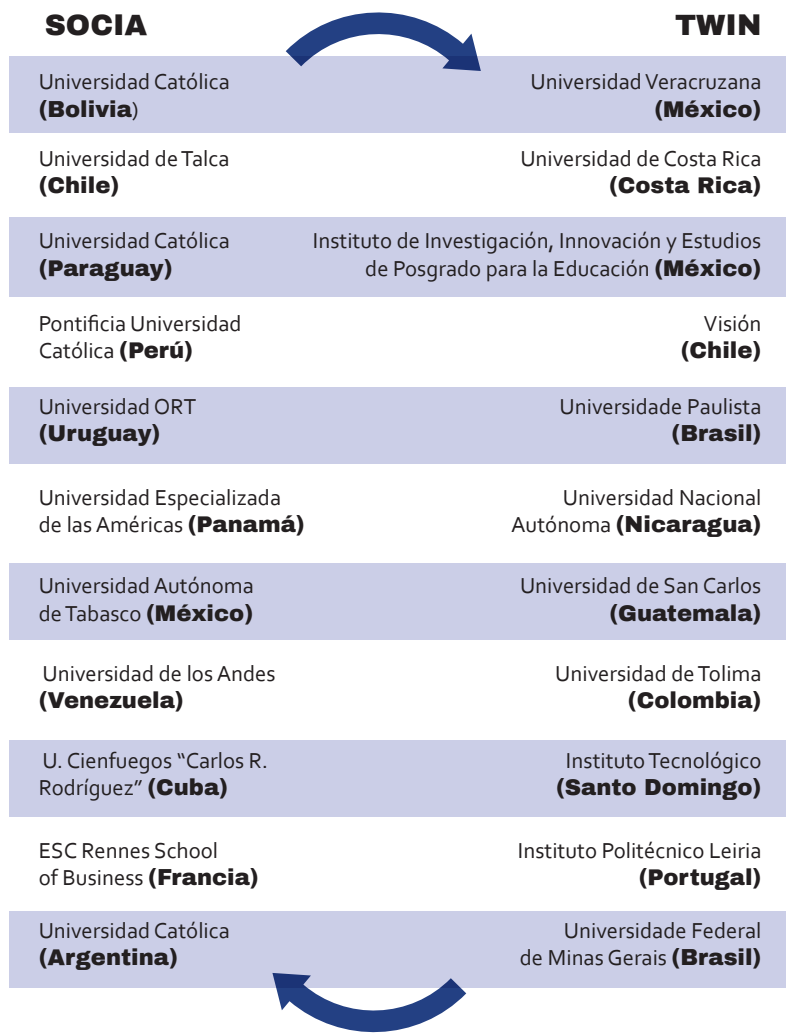 SOCIA
TWIN
Universidad Católica
(Bolivia)
Universidad Veracruzana
(México)
Universidad de Talca
(Chile)
Universidad de Costa Rica
(Costa Rica)
Universidad Católica
(Paraguay)
Instituto de Investigación, Innovación y Estudios
de Posgrado para la Educación (México)
Pontificia Universidad
Católica (Perú)
Visión
(Chile)
Universidad ORT
(Uruguay)
Universidade Paulista
(Brasil)
Universidad Especializada
de las Américas (Panamá)
Universidad Nacional
Autónoma (Nicaragua)
Universidad Autónoma
de Tabasco (México)
Universidad de San Carlos
(Guatemala)
Universidad de los Andes
(Venezuela)
Universidad de Tolima
(Colombia)
U. Cienfuegos “Carlos R.
Rodríguez” (Cuba)
Instituto Tecnológico
(Santo Domingo)
ESC Rennes School
of Business (Francia)
Instituto Politécnico Leiria
(Portugal)
Universidad Católica
(Argentina)
Universidade Federal
de Minas Gerais (Brasil)